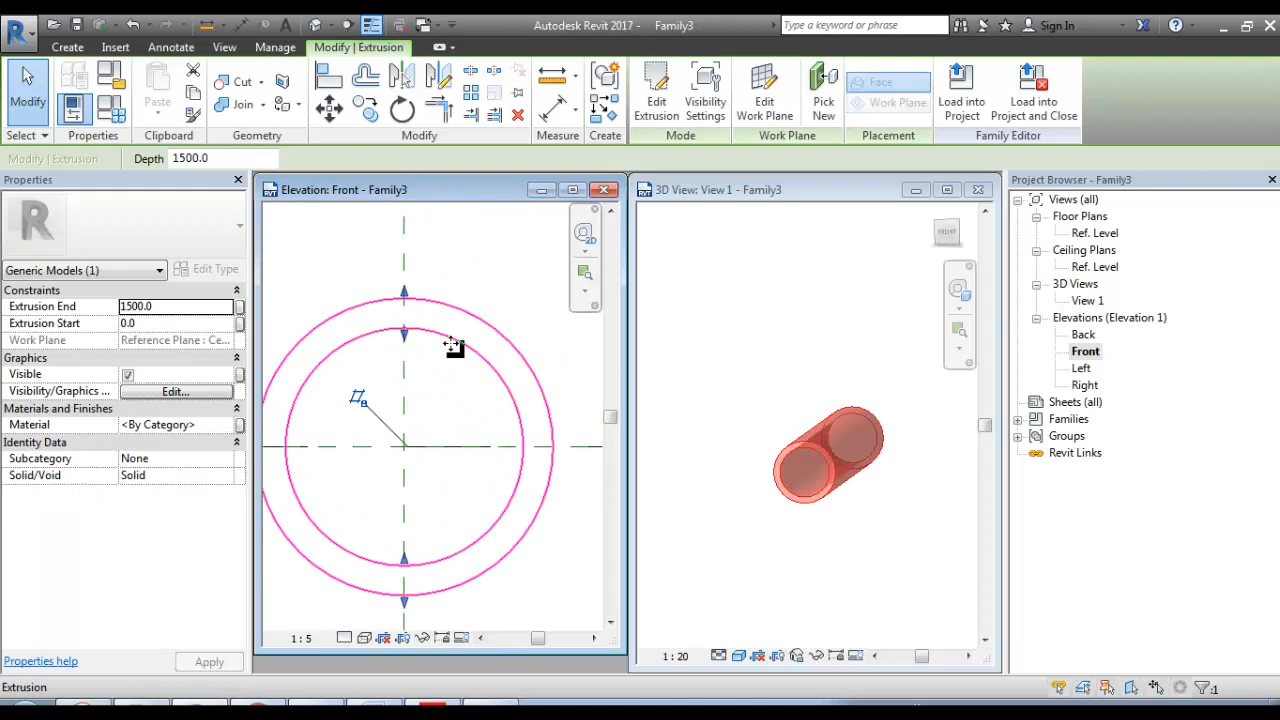 Autodesk Revit 2017 - Family3
Type a keyword or phrase
Sign In
Create
Insert
Annotate
View
Manage
Modify | Extrusion
Modify
Select
Properties
Paste
Clipboard
Cut
Join
Geometry
Modify
Measure
Create
Edit Extrusion
Visibility Settings
Mode
Edit Work Plane
Work Plane
Pick New
Face
Work Plane
Placement
Load into Project
Load into Project and Close
Family Editor
Modify | Extrusion
Depth 1500.0
Properties
Generic Models (1)
Edit Type
Constraints
Extrusion End 1500.0
Extrusion Start 0.0
Work Plane Reference Plane : Ce...
Graphics
Visible
Visibility/Graphics ... Edit...
Materials and Finishes
Material <By Category>
Identity Data
Subcategory None
Solid/Void Solid
Properties help
Apply
Elevation: Front - Family3
2D
1 : 5
3D View: View 1 - Family3
FRONT
1 : 20
Project Browser - Family3
Views (all)
Floor Plans
Ref. Level
Ceiling Plans
Ref. Level
3D Views
View 1
Elevations (Elevation 1)
Back
Front
Left
Right
Sheets (all)
Families
Groups
Revit Links
Extrusion
:1